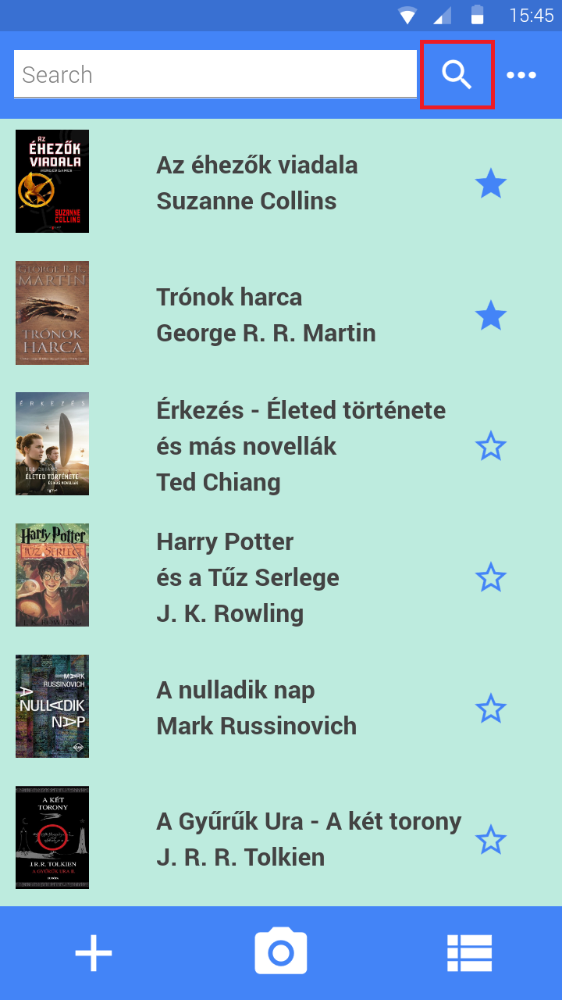 15:45
Search
AZ
ÉHEZŐK
VIADALA
HUNGER GAMES
SUZANNE
COLLINS
Az éhezők viadala
Suzanne Collins
GEORGE R. R.
MARTIN
TRÓNOK
HARCA
Trónok harca
George R. R. Martin
ÉRKEZÉS
TED CHIANG
ÉLETED TÖRTÉNETE
ÉS MÁS NOVELLÁK
Érkezés - Életed története
és más novellák
Ted Chiang
Harry Potter
TŰZ SERLEGE
J. K. ROWLING
Harry Potter
és a Tűz Serlege
J. K. Rowling
MARK
RUSSINOVICH
A
NULLADIK
NAP
A nulladik nap
Mark Russinovich
A KÉT
TORONY
J.R.R. TOLKIEN
A GYŰRŰK URA II.
A Gyűrűk Ura - A két torony
J. R. R. Tolkien